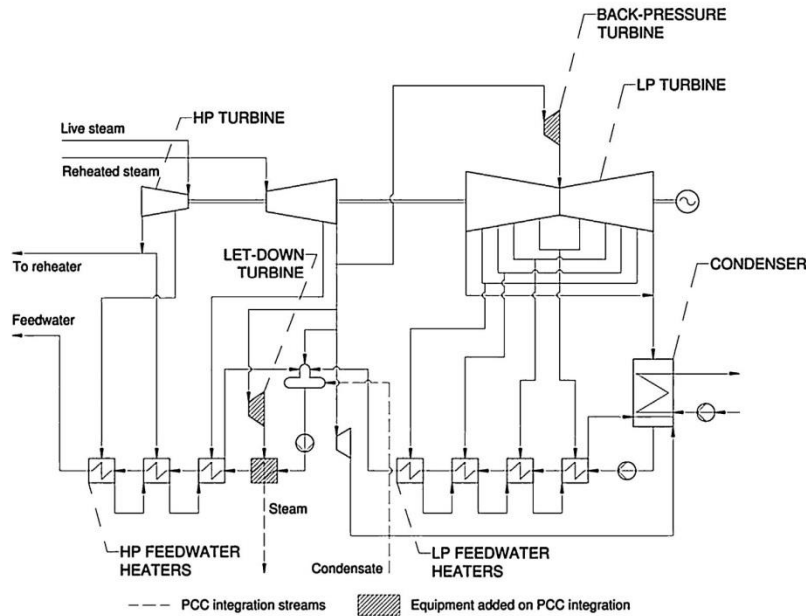 BACK-PRESSURE
TURBINE
LP TURBINE
HP TURBINE
Live steam
Reheated steam
LET-DOWN
TURBINE
CONDENSER
To reheater
Feedwater
Steam
HP FEEDWATER
HEATERS
Condensate
LP FEEDWATER
HEATERS
PCC integration streams
Equipment added on PCC integration